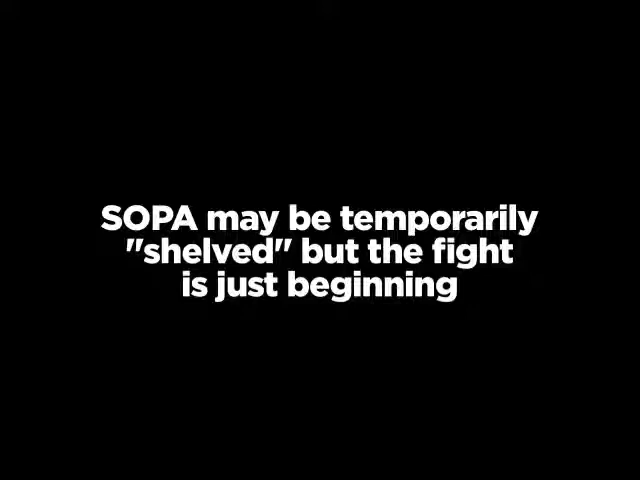 SOPA may be temporarily
"shelved" but the fight
is just beginning